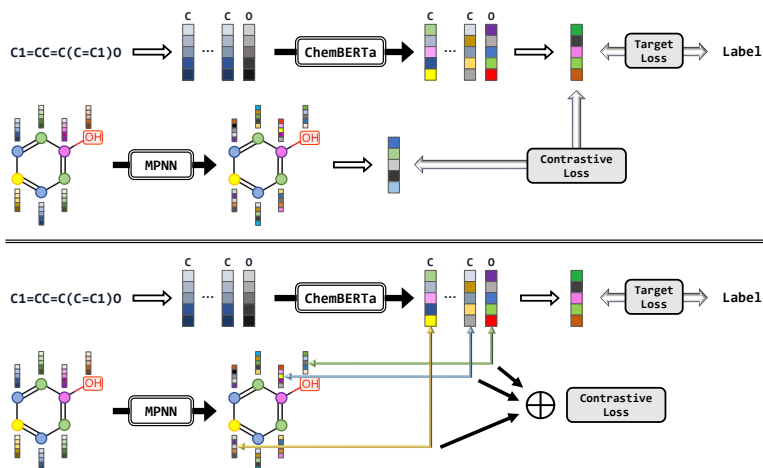 C C O
C C O
C1=CC=C(C=C1)O
...
ChemBERTa
...
Target
Loss
Label
OH
MPNN
OH
Contrastive
Loss
C C O
C C O
C1=CC=C(C=C1)O
...
ChemBERTa
...
Target
Loss
Label
OH
MPNN
OH
Contrastive
Loss